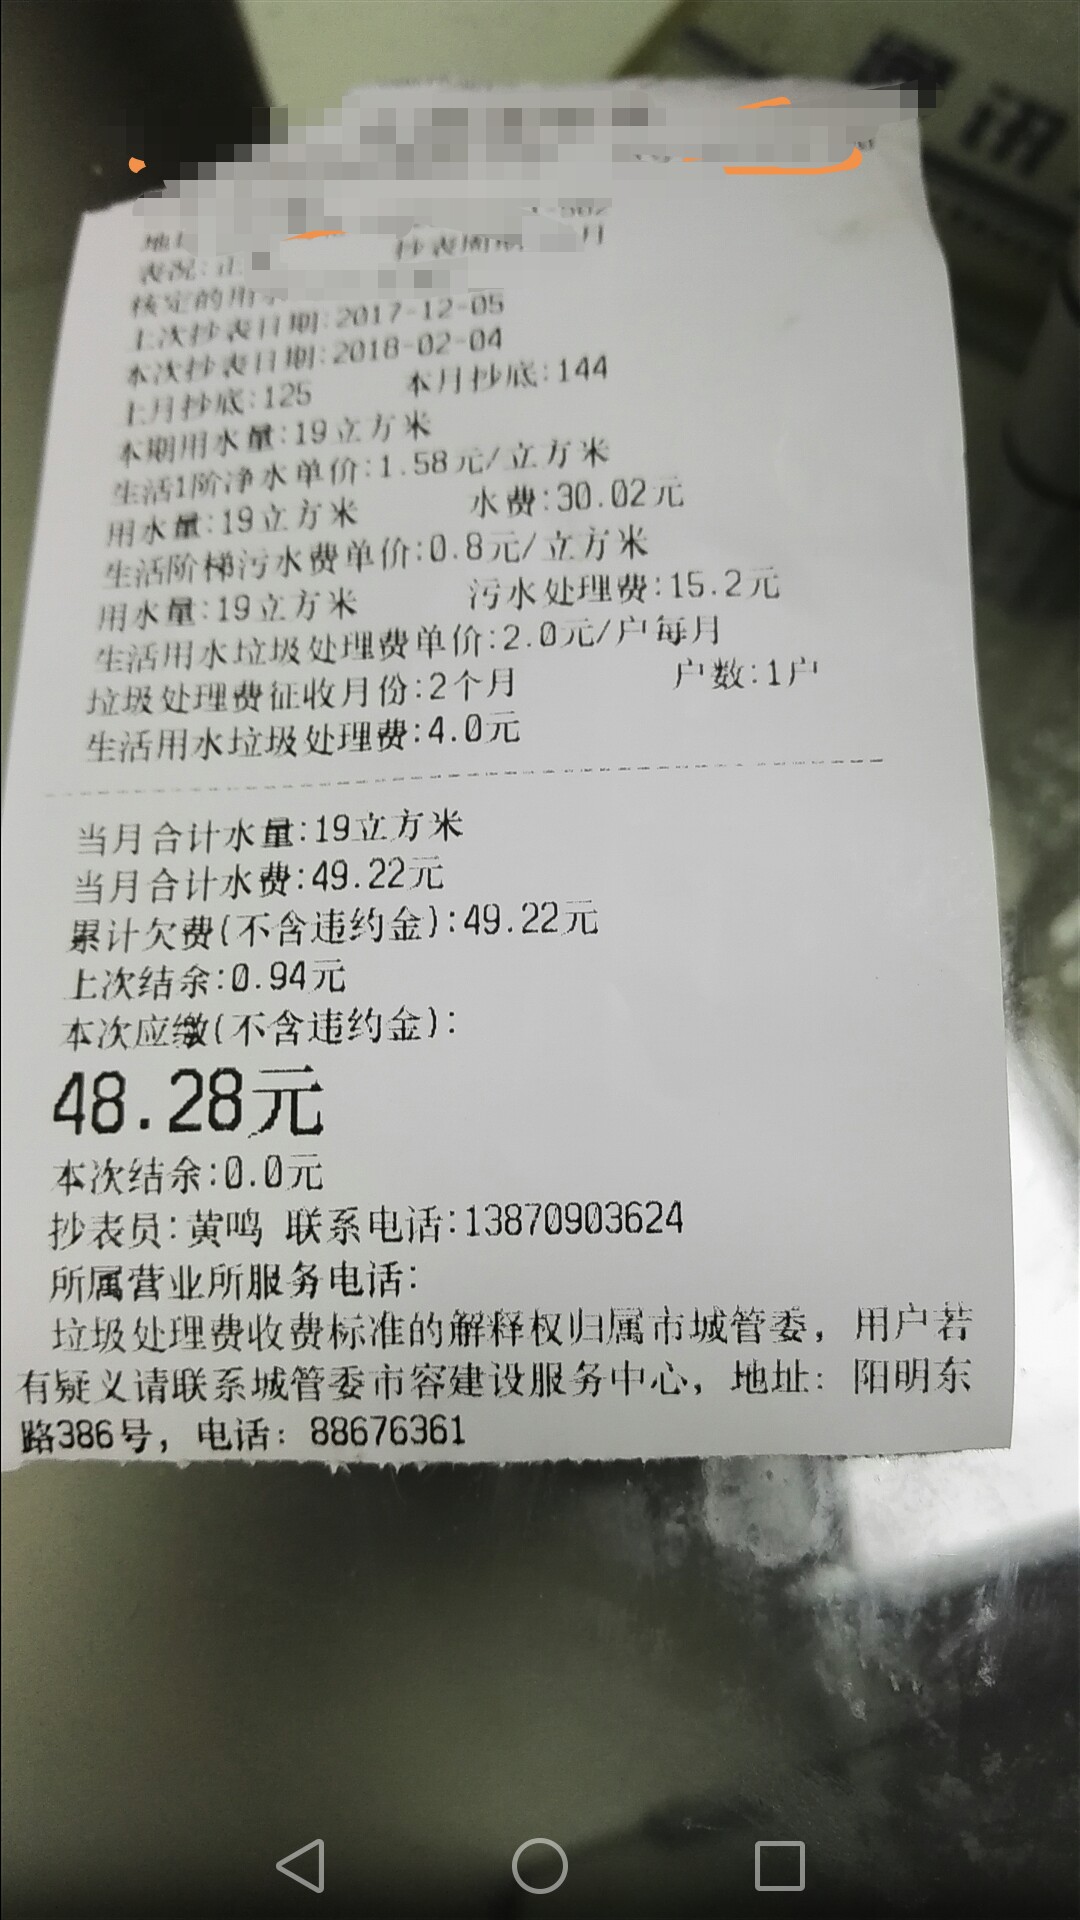 讯
表况:正
抄表周期 月
核定的用水
上次抄表日期:2017-12-05
本次抄表日期:2018-02-04
上月抄底:125 本月抄底:144
本期用水量:19立方米
生活1阶净水单价:1.58元/立方米
用水量:19立方米 水费:30.02元
生活阶梯污水费单价:0.8元/立方米
用水量:19立方米 污水处理费:15.2元
生活用水垃圾处理费单价:2.0元/户每月
垃圾处理费征收月份:2个月 户数:1户
生活用水垃圾处理费:4.0元
当月合计水量:19立方米
当月合计水费:49.22元
累计欠费(不含违约金):49.22元
上次结余:0.94元
本次应缴(不含违约金):
48.28元
本次结余:0.0元
抄表员:黄鸣 联系电话:13870903624
所属营业所服务电话:
垃圾处理费收费标准的解释权归属市城管委，用户若
有疑义请联系城管委市容建设服务中心，地址：阳明东
路386号，电话：88676361